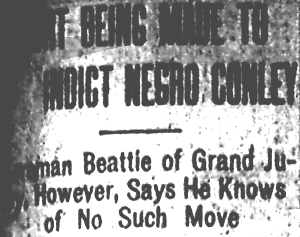 BEING MADE TO
INDICT NEGRO CONLEY
Beattie of Grand Ju-
However, Says He Knows
of No Such Move